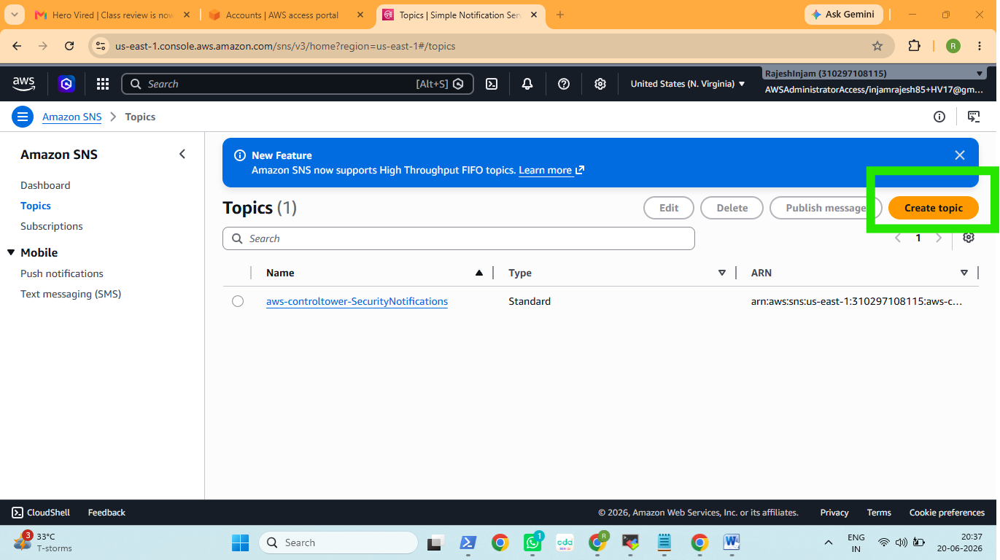 Hero Vired | Class review is now
Accounts | AWS access portal
Topics | Simple Notification Ser
Ask Gemini
us-east-1.console.aws.amazon.com/sns/v3/home?region=us-east-1#/topics
R
aws
Search
[Alt+S]
United States (N. Virginia)
RajeshInjam (310297108115)
AWSAdministratorAccess/injamrajesh85+HV17@gm...
Amazon SNS
Topics
Amazon SNS
Dashboard
Topics
Subscriptions
Mobile
Push notifications
Text messaging (SMS)
New Feature
Amazon SNS now supports High Throughput FIFO topics. Learn more
Topics (1)
Edit
Delete
Publish message
Create topic
Search
1
Name
Type
ARN
aws-controltower-SecurityNotifications
Standard
arn:aws:sns:us-east-1:310297108115:aws-c...
CloudShell
Feedback
© 2026, Amazon Web Services, Inc. or its affiliates.
Privacy
Terms
Cookie preferences
3
33°C
T-storms
Search
1
oda
R
W
ENG
IN
20:37
20-06-2026